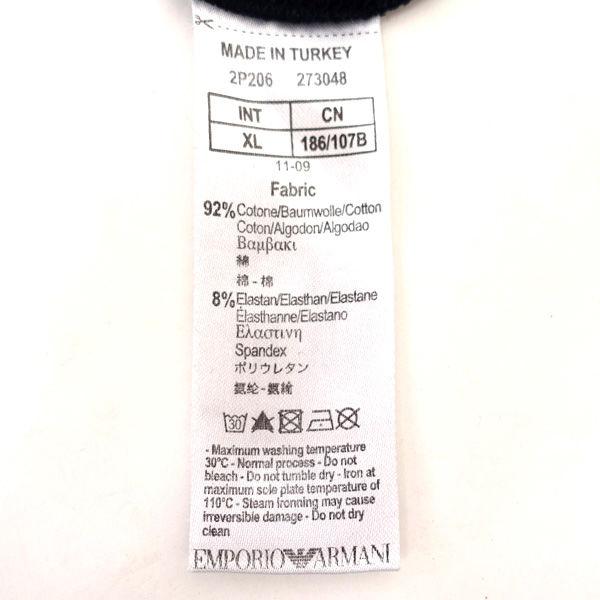 MADE IN TURKEY
2P206 273048
INT CN
XL 186/107B
11-09
Fabric
92% Cotone/Baumwolle/Cotton
Coton/Algodon/Algodao
Βαμβακι
綿
棉 - 棉
8% Elastan/Elasthan/Elastane
Élasthanne/Elastano
Ελαστινη
Spandex
ポリウレタン
氨纶-氨綸
30
- Maximum washing temperature
30°C - Normal process - Do not
bleach - Do not tumble dry - Iron at
maximum sole plate temperature of
110°C - Steam ironning may cause
irreversible damage - Do not dry
clean
EMPORIO ARMANI